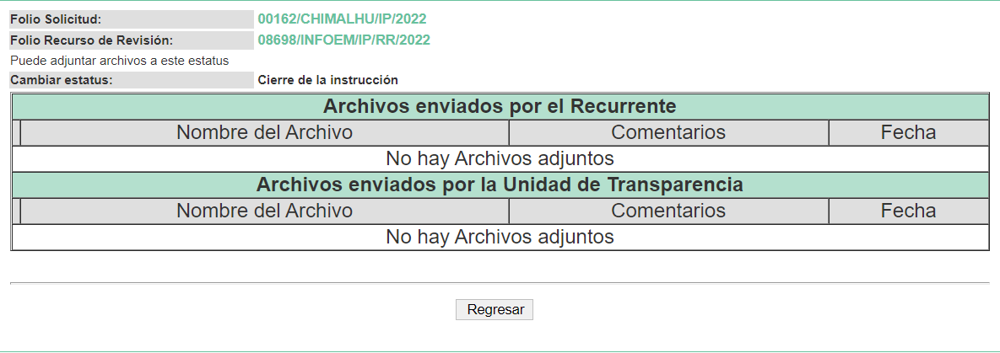 Folio Solicitud: 00162/CHIMALHU/IP/2022
Folio Recurso de Revisión: 08698/INFOEM/IP/RR/2022
Puede adjuntar archivos a este estatus
Cambiar estatus: Cierre de la instrucción
Archivos enviados por el Recurrente
Nombre del Archivo Comentarios Fecha
No hay Archivos adjuntos
Archivos enviados por la Unidad de Transparencia
Nombre del Archivo Comentarios Fecha
No hay Archivos adjuntos
Regresar